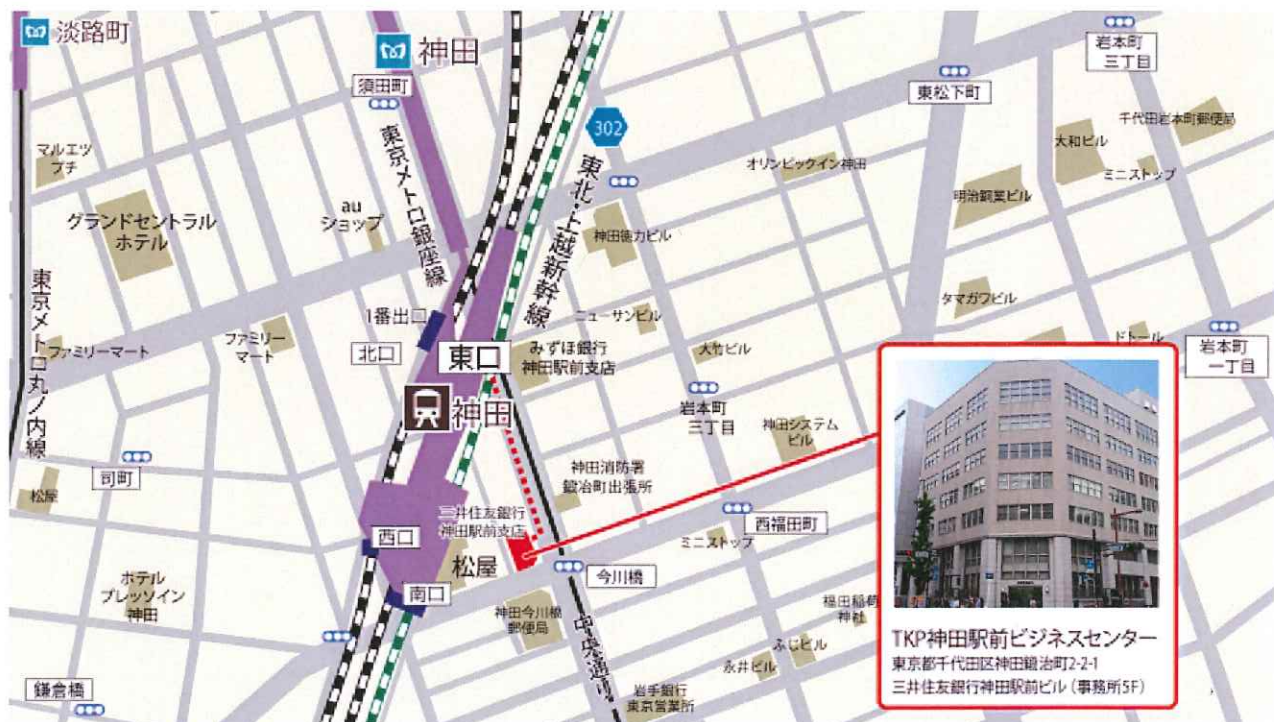 淡路町
神田
須田町
東京メトロ銀座線
302
東北・上越新幹線
東松下町
岩本町
三丁目
千代田岩本町郵便局
大和ビル
ミニストップ
オリンピックイン神田
明治銅業ビル
マルエツ
プチ
グランドセントラル
ホテル
au
ショップ
神田徳力ビル
東京メトロ丸ノ内線
1番出口
北口
東口
ニューサンビル
タマガワビル
ドトール
ファミリーマート
ファミリー
マート
みずほ銀行
神田駅前支店
大竹ビル
岩本町
一丁目
神田
岩本町
三丁目
神田システム
ビル
司町
松屋
神田消防署
鍛冶町出張所
三井住友銀行
神田駅前支店
西福田町
ミニストップ
西口
松屋
今川橋
南口
ホテル
プレッソイン
神田
神田今川橋
郵便局
中央通り
福田稲荷
神社
ふじビル
永井ビル
岩手銀行
東京営業所
鎌倉橋
TKP神田駅前ビジネスセンター
東京都千代田区神田鍛治町2-2-1
三井住友銀行神田駅前ビル（事務所5F）